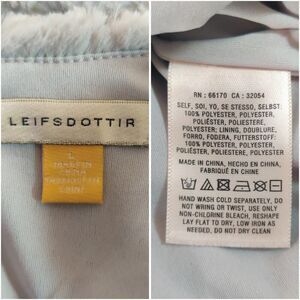 LEIFSDOTTIR
L
MADE IN
CHINA
RN : 66170 CA : 32054
SELF, SOI, YO, SE STESSO, SELBST:
100% POLYESTER, POLYESTER,
POLIÉSTER, POLIESTERE,
POLYESTER; LINING, DOUBLURE,
FORRO, FODERA, FUTTERSTOFF:
100% POLYESTER, POLYESTER,
POLIÉSTER, POLIESTERE, POLYESTER
MADE IN CHINA, HECHO EN CHINA,
FABRIQUÉ EN CHINE
HAND WASH COLD SEPARATELY, DO
NOT WRING OR TWIST, USE ONLY
NON-CHLORINE BLEACH, RESHAPE
LAY FLAT TO DRY, LOW IRON AS
NEEDED, DO NOT DRY CLEAN